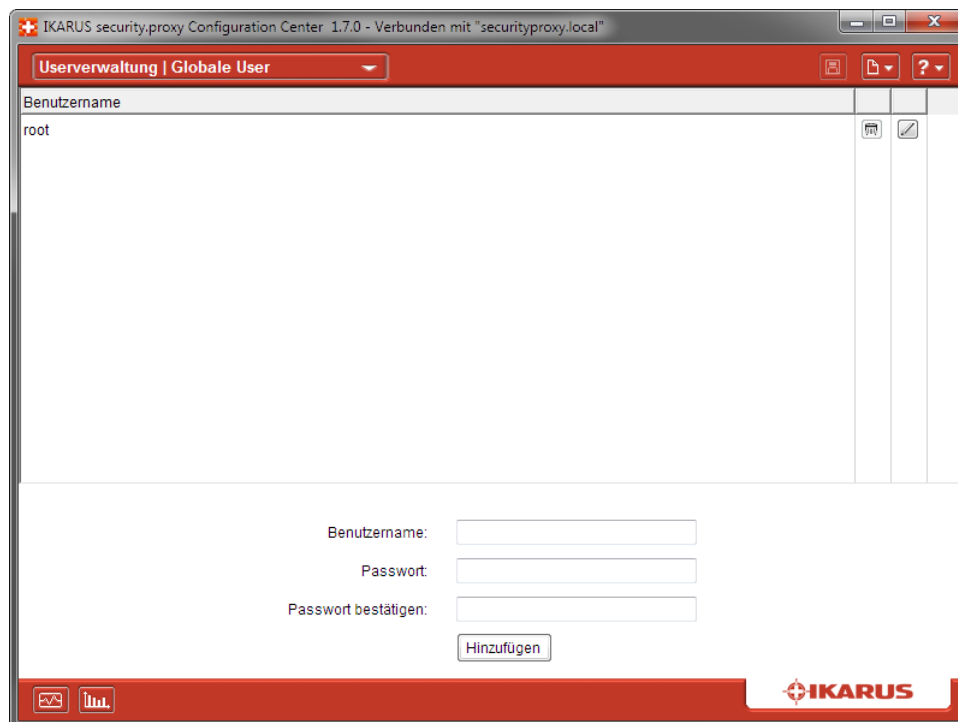 IKARUS security.proxy Configuration Center 1.7.0 - Verbunden mit "securityproxy.local"
Userverwaltung | Globale User
?
Benutzername
root
Benutzername:
Passwort:
Passwort bestätigen:
Hinzufügen
IKARUS